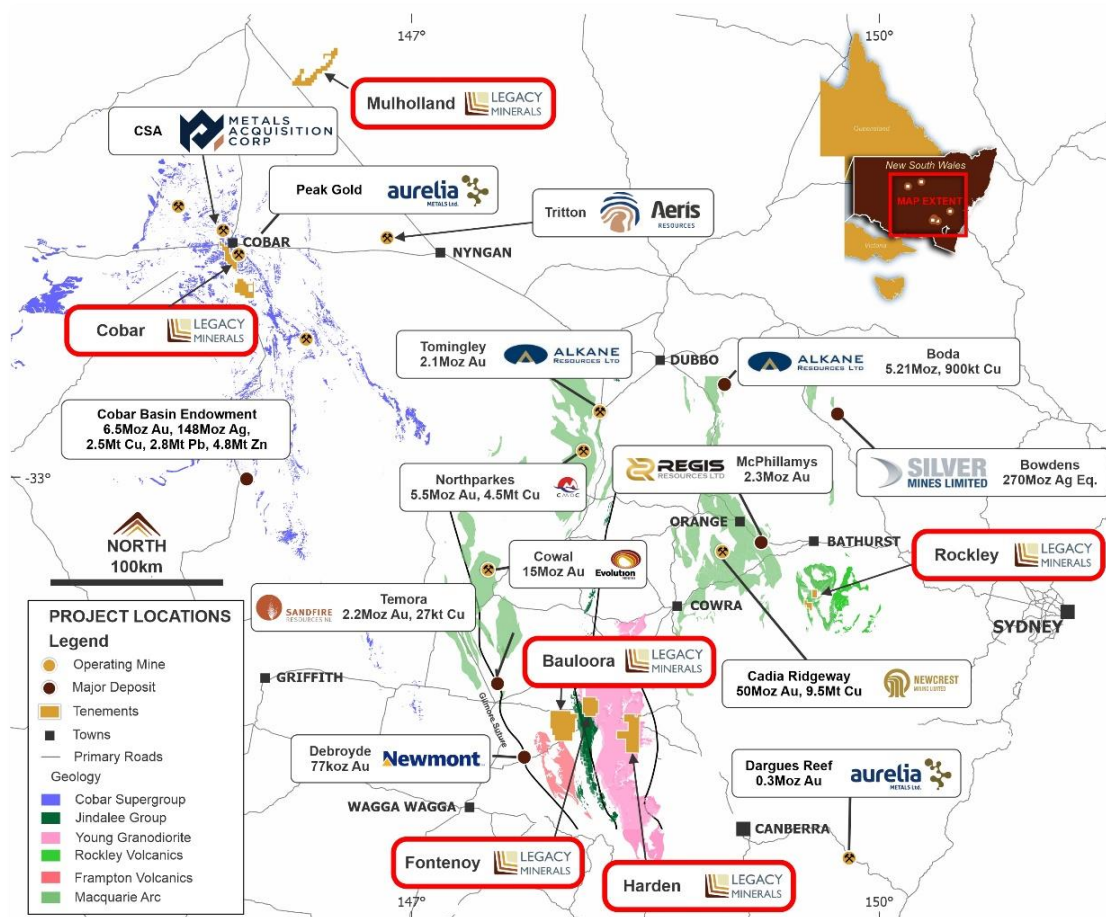 147°
150°
Mulholland
LEGACY
MINERALS
CSA
METALS
ACQUISITION
CORP
Queensland
New South Wales
MAP EXTENT
Victoria
Peak Gold
aurelia
METALS Ltd.
Tritton
Aeris
RESOURCES
COBAR
NYNGAN
Cobar
LEGACY
MINERALS
Tomingley
2.1Moz Au
ALKANE
RESOURCES LTD
DUBBO
ALKANE
RESOURCES LTD
Boda
5.21Moz, 900kt Cu
Cobar Basin Endowment
6.5Moz Au, 148Moz Ag,
2.5Mt Cu, 2.8Mt Pb, 4.8Mt Zn
-33°
Northparkes
5.5Moz Au, 4.5Mt Cu
CMOC
REGIS
RESOURCES LTD
McPhillamys
2.3Moz Au
SILVER
MINES LIMITED
Bowdens
270Moz Ag Eq.
ORANGE
BATHURST
Rockley
LEGACY
MINERALS
NORTH
100km
Cowal
15Moz Au
Evolution
MINING
SANDFIRE
RESOURCES NL
Temora
2.2Moz Au, 27kt Cu
COWRA
SYDNEY
Bauloora
LEGACY
MINERALS
Cadia Ridgeway
50Moz Au, 9.5Mt Cu
NEWCREST
MINING LIMITED
GRIFFITH
Gilmore Suture
PROJECT LOCATIONS
Legend
Operating Mine
Major Deposit
Tenements
Towns
Primary Roads
Geology
Cobar Supergroup
Jindalee Group
Young Granodiorite
Rockley Volcanics
Frampton Volcanics
Macquarie Arc
Debroyde
77koz Au
Newmont
WAGGA WAGGA
Dargues Reef
0.3Moz Au
aurelia
METALS Ltd.
CANBERRA
Fontenoy
LEGACY
MINERALS
Harden
LEGACY
MINERALS
147°
150°